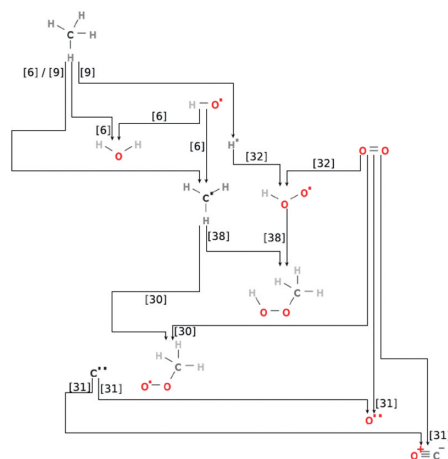 H
C
H
H
H
[6] / [9]
[9]
H
O•
[6]
[6]
H
H
O
[6]
H•
[32]
[32]
O
O
H
C•
H
H
H
O•
O
[38]
[38]
H
C
H
H
H
O
O
[30]
[30]
H
C
H
H
O•
O
C••
[31]
[31]
[31]
O••
[31
O+
C−